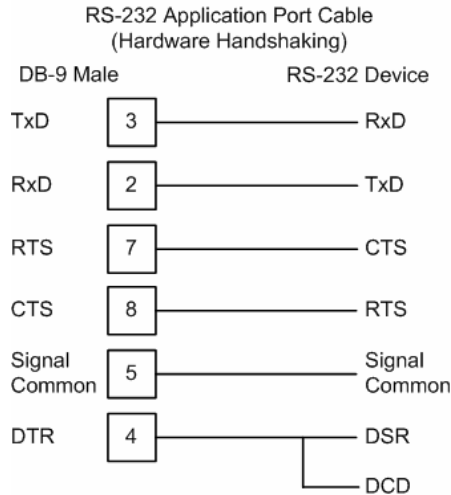 RS-232 Application Port Cable
(Hardware Handshaking)
DB-9 Male RS-232 Device
TxD 3 RxD
RxD 2 TxD
RTS 7 CTS
CTS 8 RTS
Signal
Common 5 Signal
Common
DTR 4 DSR
DCD